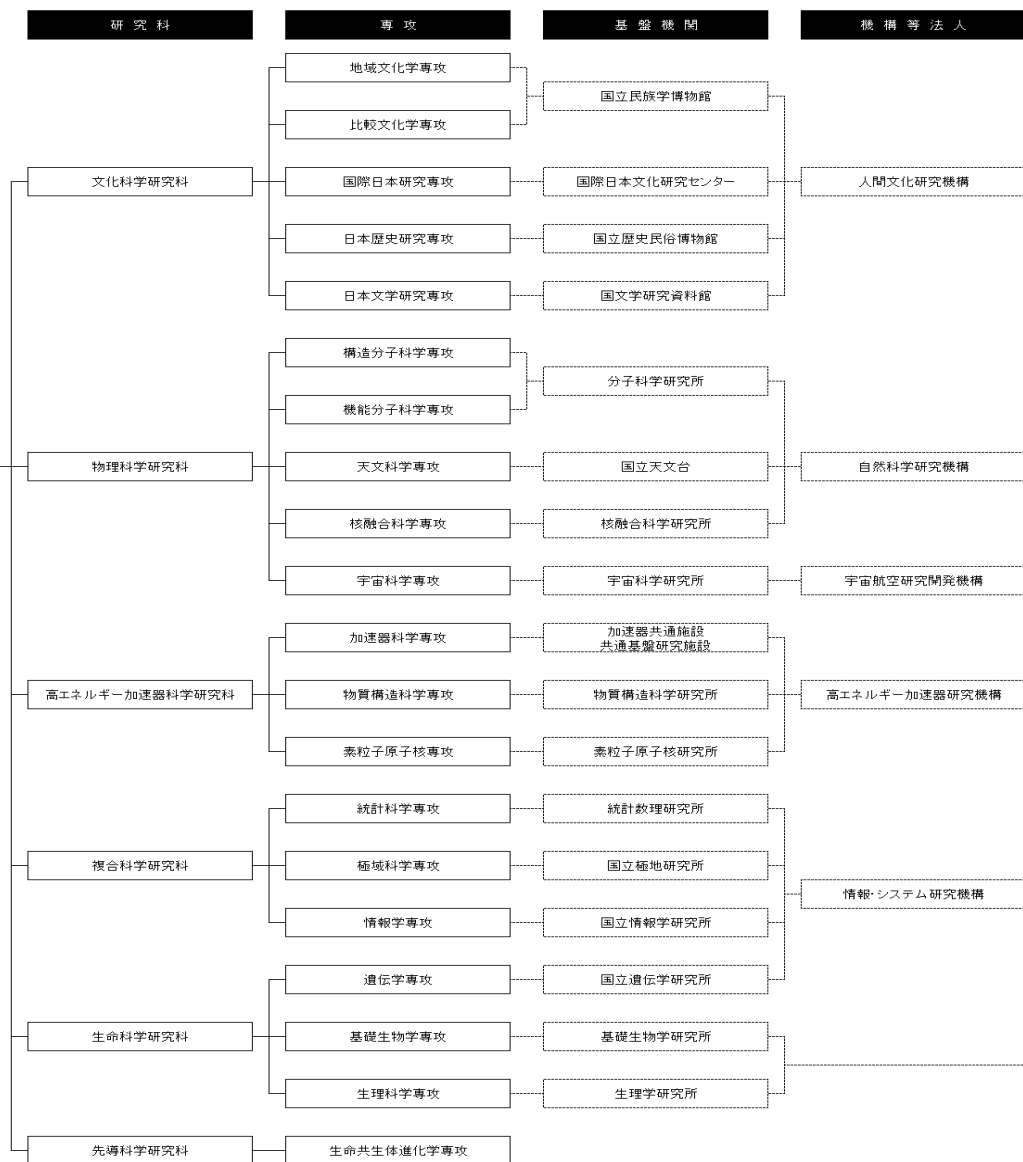 研究科
専攻
基盤機関
機構等法人
地域文化学専攻
国立民族学博物館
比較文化学専攻
文化科学研究科
国際日本研究専攻
国際日本文化研究センター
人間文化研究機構
日本歴史研究専攻
国立歴史民俗博物館
日本文学研究専攻
国文学研究資料館
構造分子科学専攻
分子科学研究所
機能分子科学専攻
物理科学研究科
天文科学専攻
国立天文台
自然科学研究機構
核融合科学専攻
核融合科学研究所
宇宙科学専攻
宇宙科学研究所
宇宙航空研究開発機構
加速器科学専攻
加速器共通施設
共通基盤研究施設
高エネルギー加速器科学研究科
物質構造科学専攻
物質構造科学研究所
高エネルギー加速器研究機構
素粒子原子核専攻
素粒子原子核研究所
統計科学専攻
統計数理研究所
複合科学研究科
極域科学専攻
国立極地研究所
情報・システム研究機構
情報学専攻
国立情報学研究所
遺伝学専攻
国立遺伝学研究所
生命科学研究科
基礎生物学専攻
基礎生物学研究所
生理科学専攻
生理学研究所
先導科学研究科
生命共生体進化学専攻